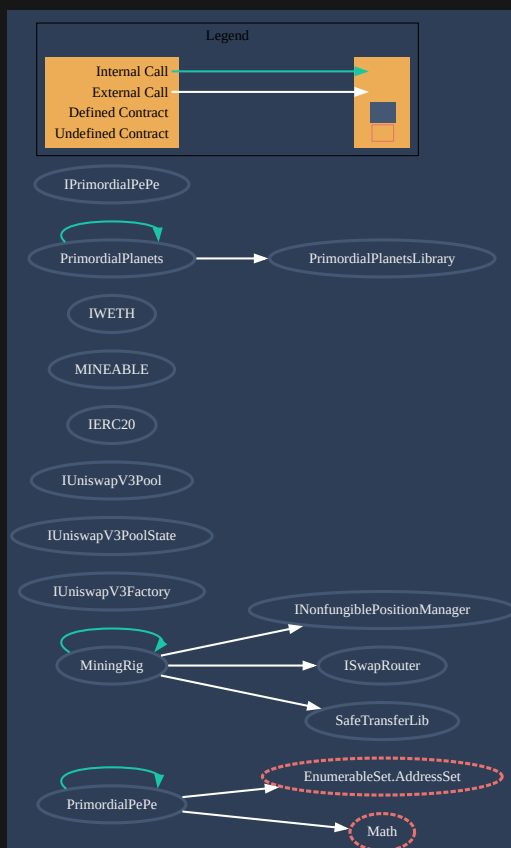 Legend
Internal Call
External Call
Defined Contract
Undefined Contract
IPrimordialPePe
PrimordialPlanets
PrimordialPlanetsLibrary
IWETH
MINEABLE
IERC20
IUniswapV3Pool
IUniswapV3PoolState
IUniswapV3Factory
INonfungiblePositionManager
MiningRig
ISwapRouter
SafeTransferLib
EnumerableSet.AddressSet
PrimordialPePe
Math